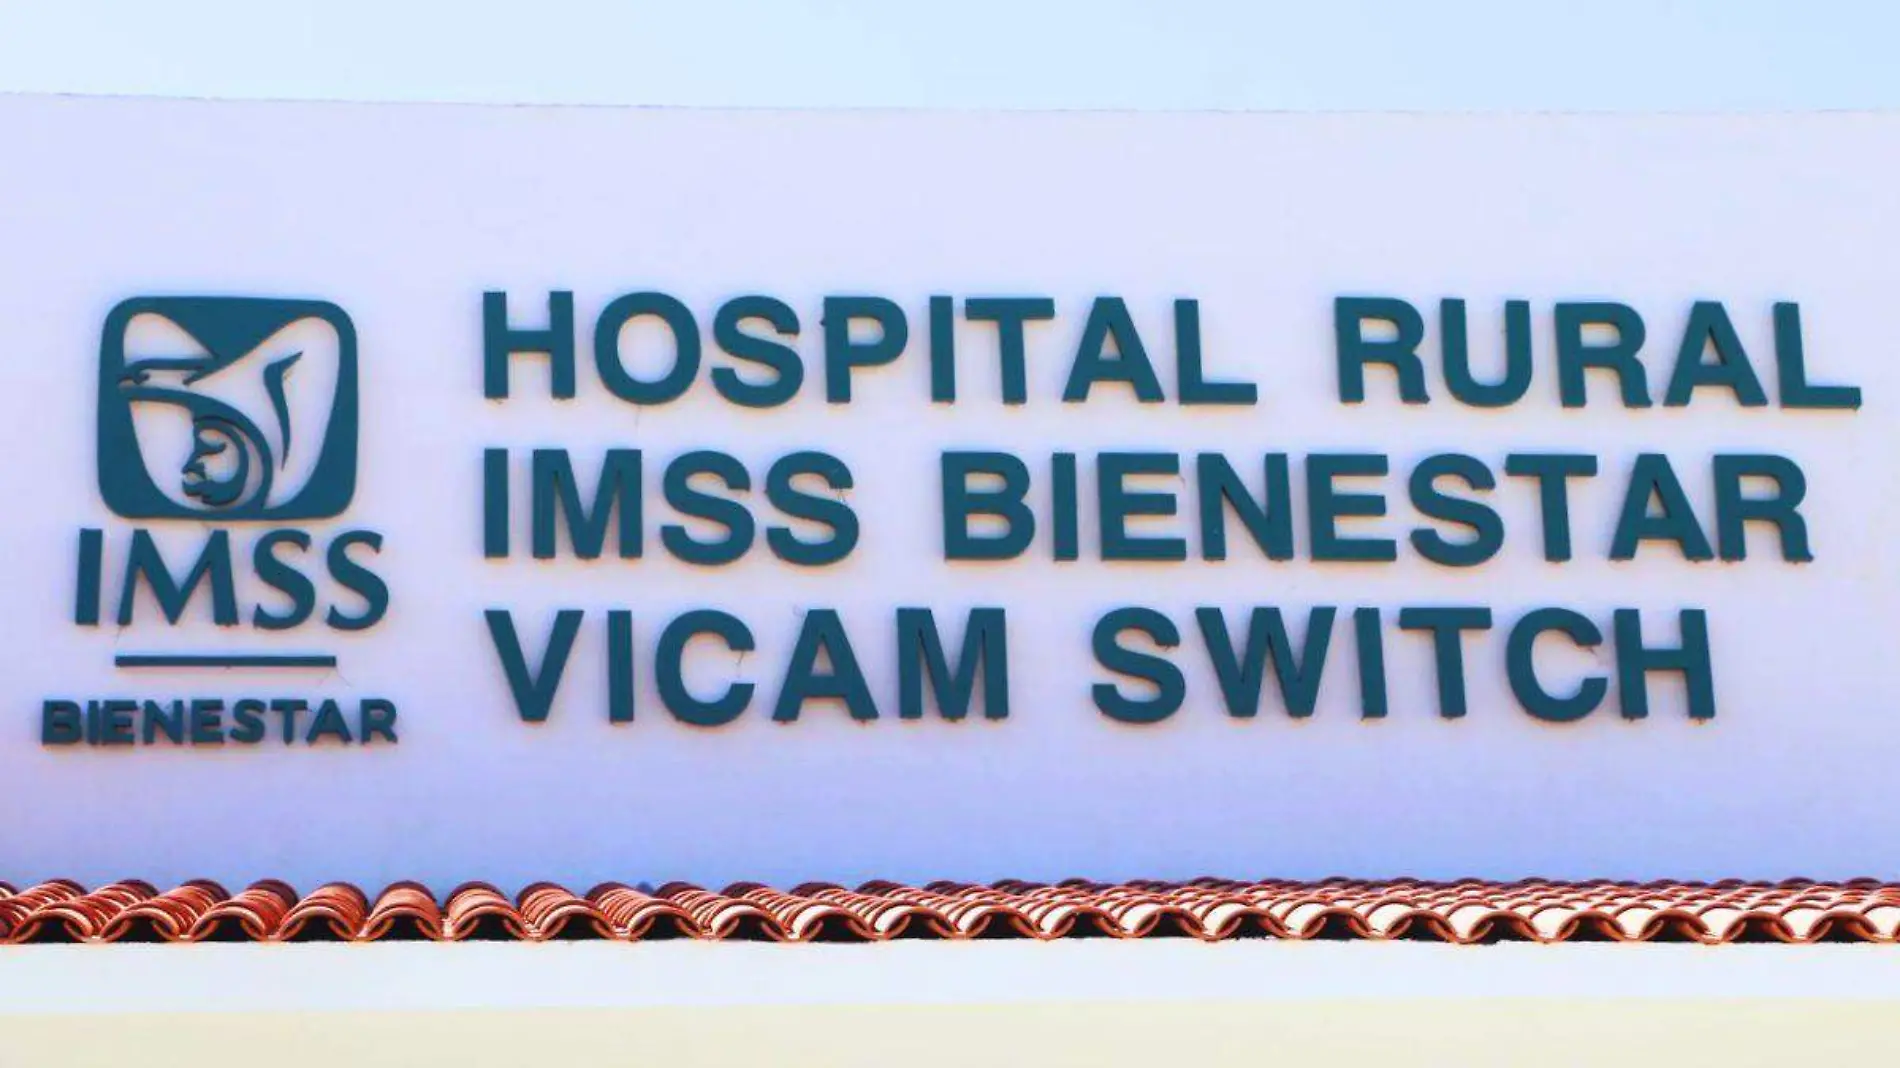 IMSS
BIENESTAR
HOSPITAL RURAL
IMSS BIENESTAR
VICAM SWITCH